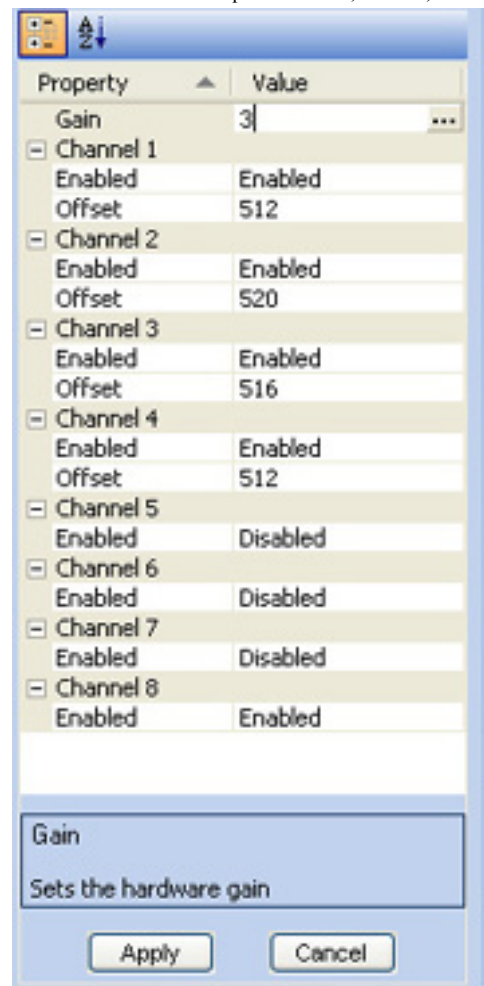 Property Value
Gain 3 ...
Channel 1
Enabled Enabled
Offset 512
Channel 2
Enabled Enabled
Offset 520
Channel 3
Enabled Enabled
Offset 516
Channel 4
Enabled Enabled
Offset 512
Channel 5
Enabled Disabled
Channel 6
Enabled Disabled
Channel 7
Enabled Disabled
Channel 8
Enabled Enabled
Gain
Sets the hardware gain
Apply Cancel